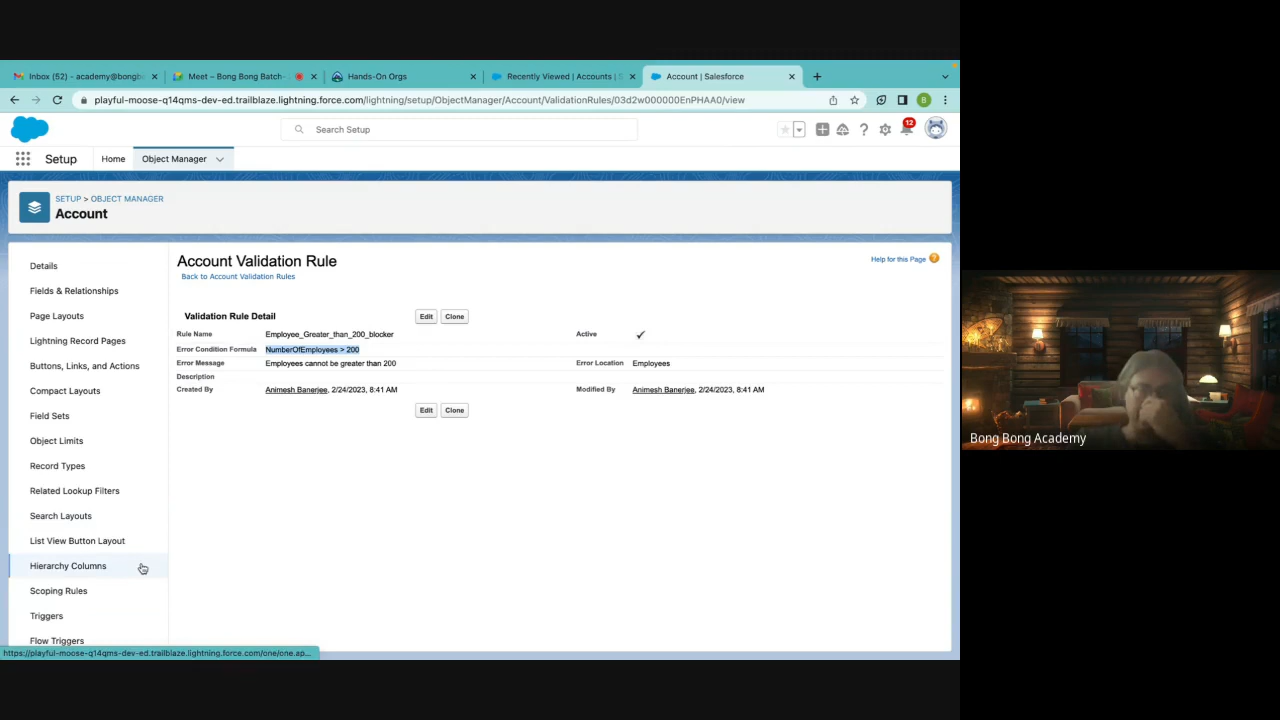 Inbox (52) - academy@bongb
Meet – Bong Bong Batch-
Hands-On Orgs
Recently Viewed | Accounts | S
Account | Salesforce
playful-moose-q14qms-dev-ed.trailblaze.lightning.force.com/lightning/setup/ObjectManager/Account/ValidationRules/03d2w000000EnPHAA0/view
B
Search Setup
12
Setup
Home
Object Manager
SETUP > OBJECT MANAGER
Account
Details
Fields & Relationships
Page Layouts
Lightning Record Pages
Buttons, Links, and Actions
Compact Layouts
Field Sets
Object Limits
Record Types
Related Lookup Filters
Search Layouts
List View Button Layout
Hierarchy Columns
Scoping Rules
Triggers
Flow Triggers
Account Validation Rule
Back to Account Validation Rules
Help for this Page
Validation Rule Detail
Edit Clone
Rule Name Employee_Greater_than_200_blocker Active
Error Condition Formula NumberOfEmployees > 200
Error Message Employees cannot be greater than 200 Error Location Employees
Description
Created By Animesh Banerjee, 2/24/2023, 8:41 AM Modified By Animesh Banerjee, 2/24/2023, 8:41 AM
Edit Clone
https://playful-moose-q14qms-dev-ed.trailblaze.lightning.force.com/one/one.ap...
Bong Bong Academy